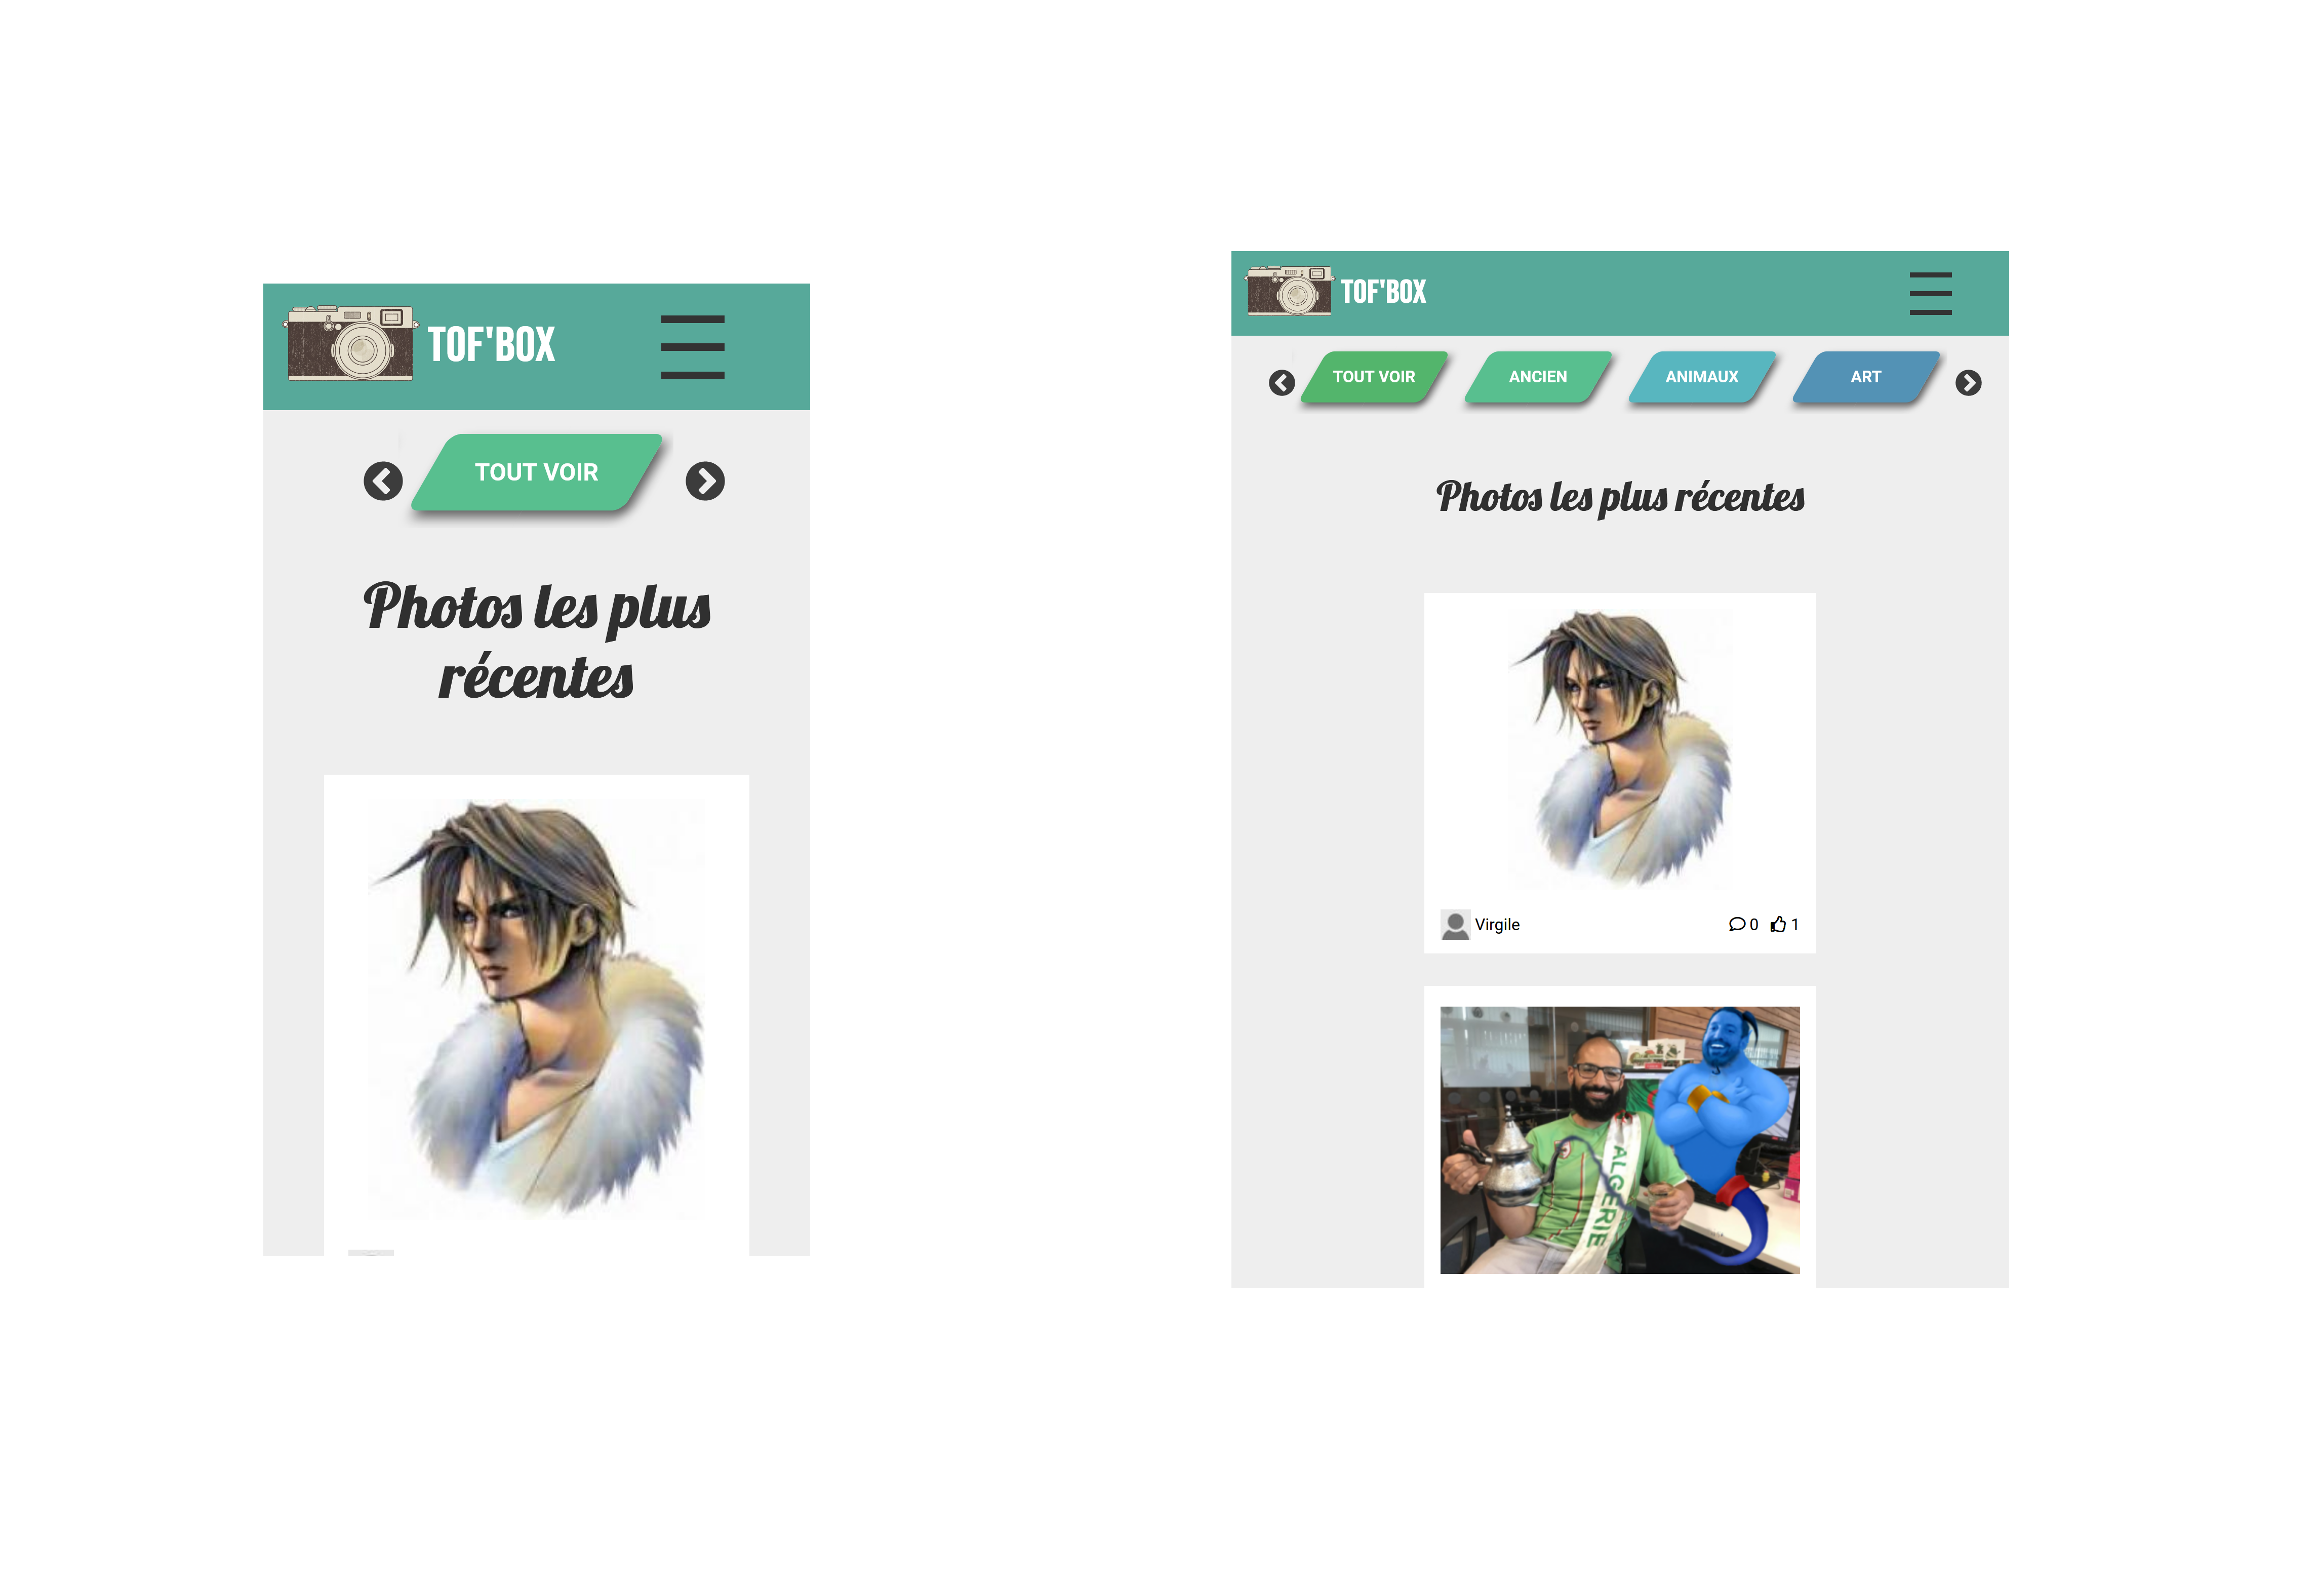 TOF'BOX
TOUT VOIR
Photos les plus
récentes
TOF'BOX
TOUT VOIR
ANCIEN
ANIMAUX
ART
Photos les plus récentes
Virgile
0
1
ALGERIE